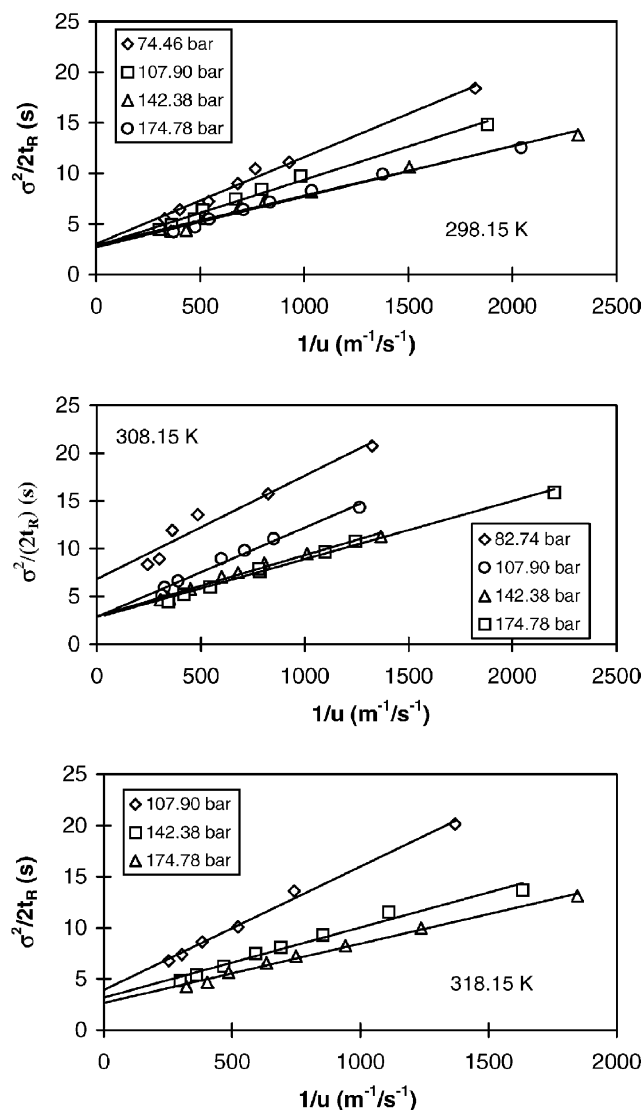 25
20
15
10
5
0
σ²/2t_R (s)
74.46 bar
107.90 bar
142.38 bar
174.78 bar
298.15 K
0 500 1000 1500 2000 2500
1/u (m⁻¹/s⁻¹)
25
20
15
10
5
0
σ²/(2t_R) (s)
308.15 K
82.74 bar
107.90 bar
142.38 bar
174.78 bar
0 500 1000 1500 2000 2500
1/u (m⁻¹/s⁻¹)
25
20
15
10
5
0
σ²/2t_R (s)
107.90 bar
142.38 bar
174.78 bar
318.15 K
0 500 1000 1500 2000
1/u (m⁻¹/s⁻¹)